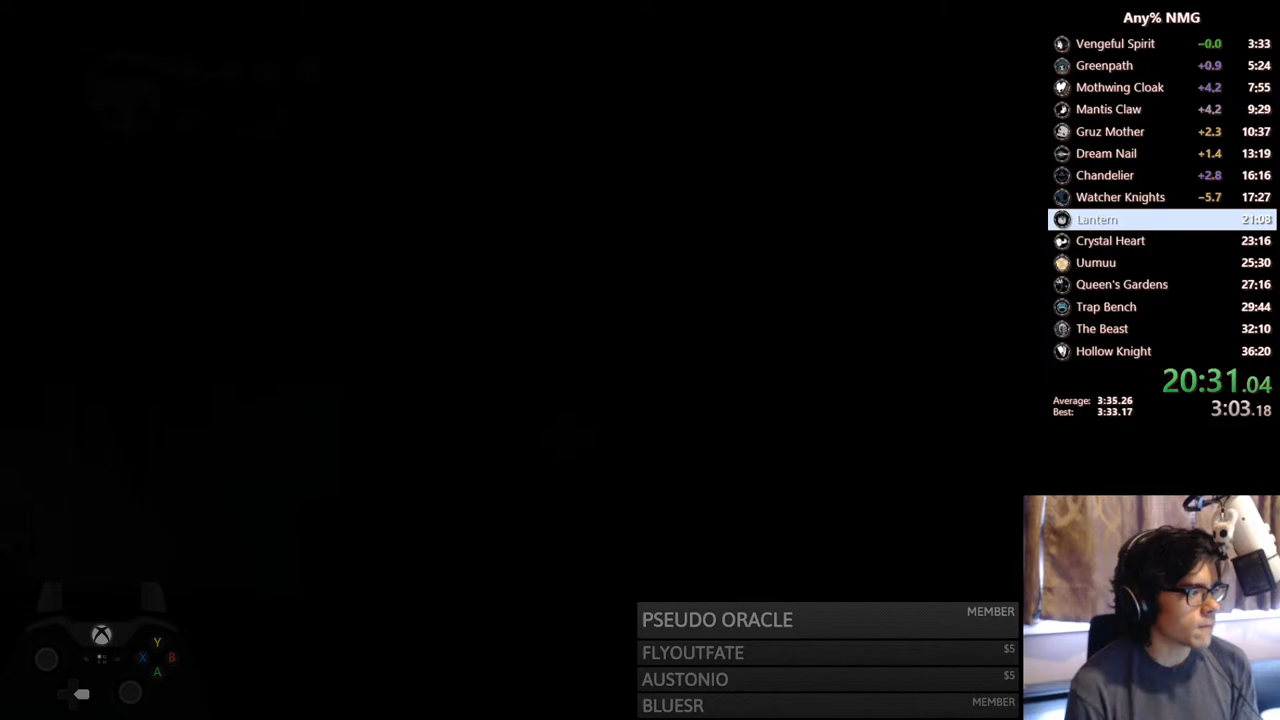 Any% NMG
Vengeful Spirit −0.0 3:33
Greenpath +0.9 5:24
Mothwing Cloak +4.2 7:55
Mantis Claw +4.2 9:29
Gruz Mother +2.3 10:37
Dream Nail +1.4 13:19
Chandelier +2.8 16:16
Watcher Knights −5.7 17:27
Lantern 21:08
Crystal Heart 23:16
Uumuu 25:30
Queen's Gardens 27:16
Trap Bench 29:44
The Beast 32:10
Hollow Knight 36:20
20:31.04
Average: 3:35.26
Best: 3:33.17
3:03.18
PSEUDO ORACLE MEMBER
FLYOUTFATE $5
AUSTONIO $5
BLUESR MEMBER
Y
X B
A